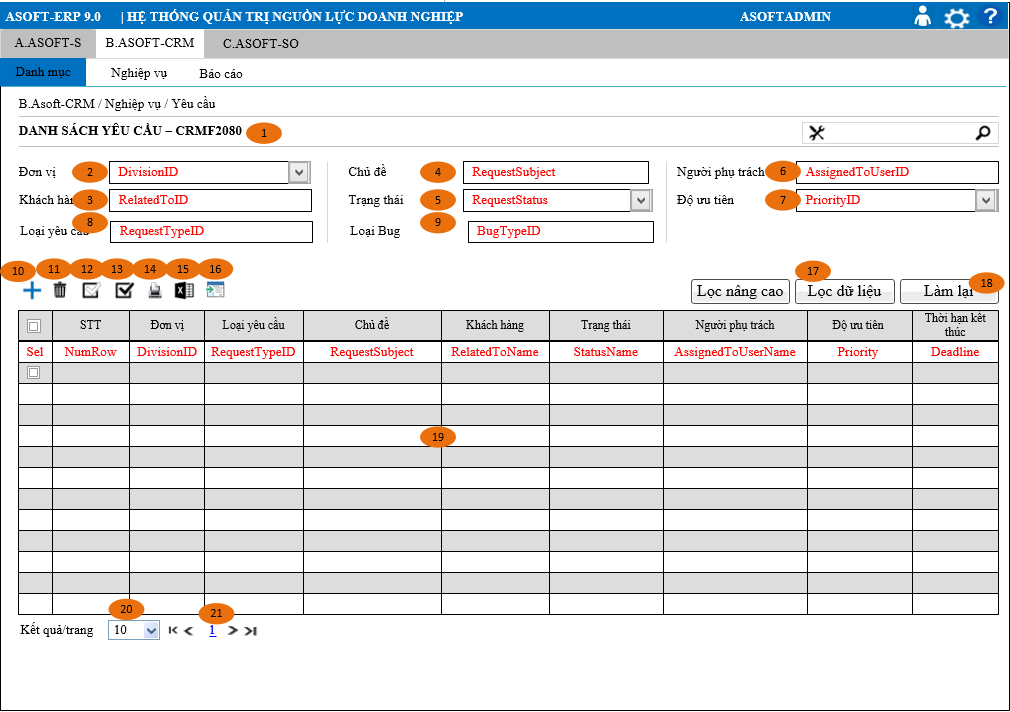 ASOFT-ERP 9.0 | HỆ THỐNG QUẢN TRỊ NGUỒN LỰC DOANH NGHIỆP ASOFTADMIN ?
A.ASOFT-S B.ASOFT-CRM C.ASOFT-SO
Danh mục Nghiệp vụ Báo cáo
B.Asoft-CRM / Nghiệp vụ / Yêu cầu
DANH SÁCH YÊU CẦU – CRMF2080 1
Đơn vị 2 DivisionID Chủ đề 4 RequestSubject Người phụ trách 6 AssignedToUserID
Khách hàng 3 RelatedToID Trạng thái 5 RequestStatus Độ ưu tiên 7 PriorityID
Loại yêu cầu 8 RequestTypeID Loại Bug 9 BugTypeID
10 11 12 13 14 15 16 17 18
Lọc nâng cao Lọc dữ liệu Làm lại
STT Đơn vị Loại yêu cầu Chủ đề Khách hàng Trạng thái Người phụ trách Độ ưu tiên Thời hạn kết thúc
Sel NumRow DivisionID RequestTypeID RequestSubject RelatedToName StatusName AssignedToUserName Priority Deadline
19
20 21
Kết quả/trang 10 1